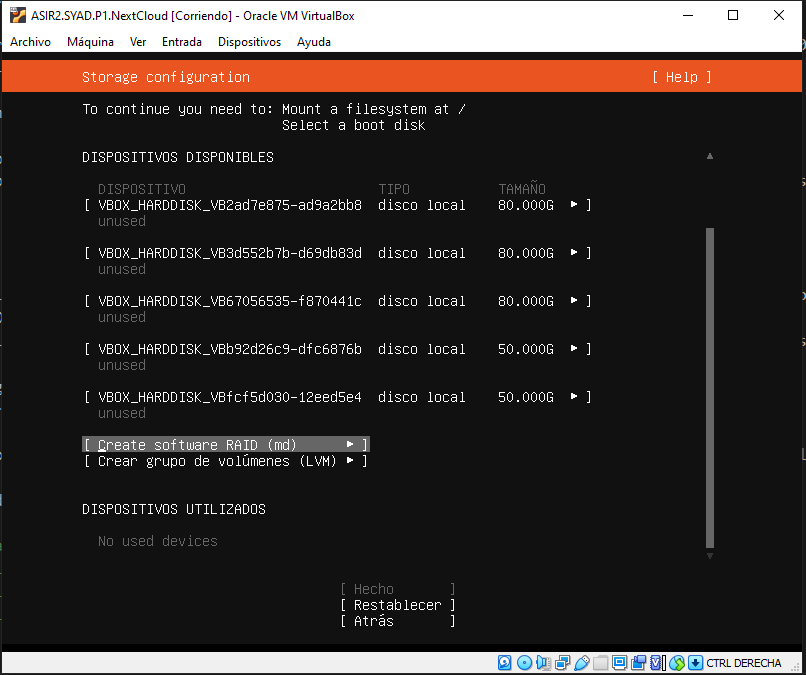 ASIR2.SYAD.P1.NextCloud [Corriendo] - Oracle VM VirtualBox
Archivo Máquina Ver Entrada Dispositivos Ayuda
Storage configuration [ Help ]
To continue you need to: Mount a filesystem at /
Select a boot disk
DISPOSITIVOS DISPONIBLES
DISPOSITIVO TIPO TAMAÑO
[ VBOX_HARDDISK_VB2ad7e875-ad9a2bb8 disco local 80.000G ▸ ]
unused
[ VBOX_HARDDISK_VB3d552b7b-d69db83d disco local 80.000G ▸ ]
unused
[ VBOX_HARDDISK_VB67056535-f870441c disco local 80.000G ▸ ]
unused
[ VBOX_HARDDISK_VBb92d26c9-dfc6876b disco local 50.000G ▸ ]
unused
[ VBOX_HARDDISK_VBfcf5d030-12eed5e4 disco local 50.000G ▸ ]
unused
[ Create software RAID (md) ▸ ]
[ Crear grupo de volúmenes (LVM) ▸ ]
DISPOSITIVOS UTILIZADOS
No used devices
[ Hecho ]
[ Restablecer ]
[ Atrás ]
CTRL DERECHA